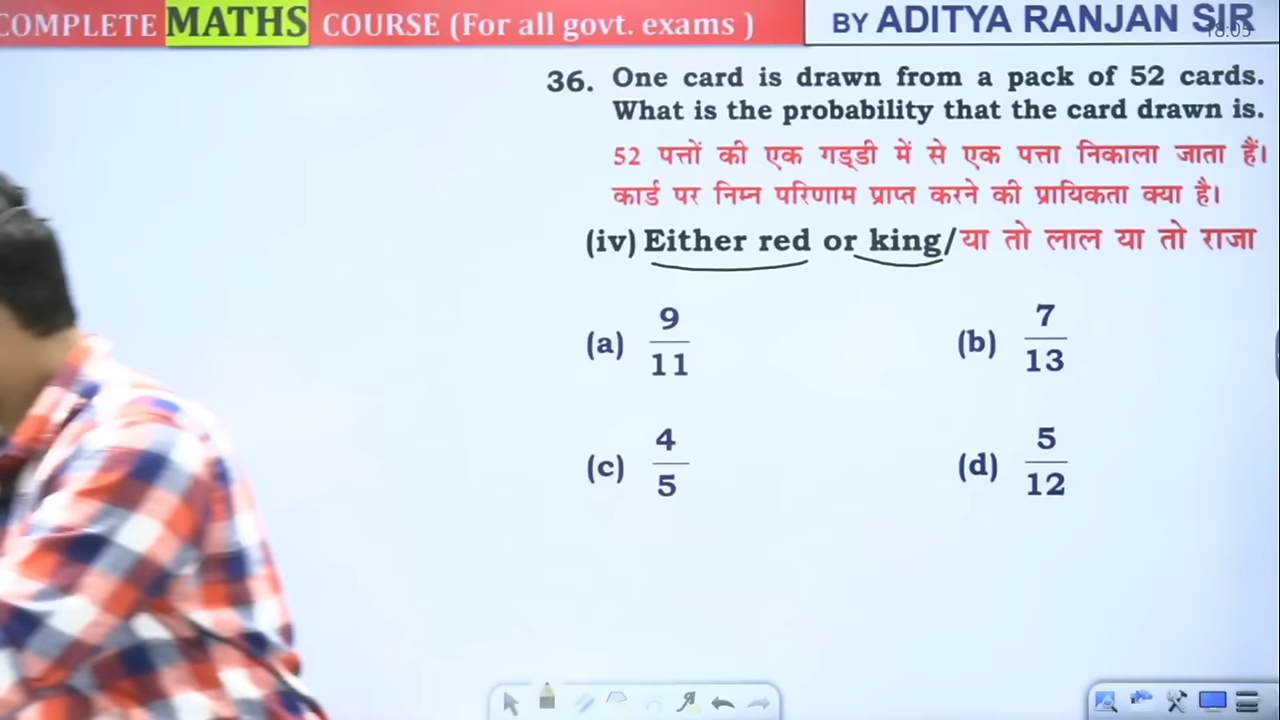 COMPLETE MATHS COURSE (For all govt. exams )
BY ADITYA RANJAN SIR
18:05
36. One card is drawn from a pack of 52 cards.
What is the probability that the card drawn is.
52 पत्तों की एक गड्डी में से एक पत्ता निकाला जाता हैं।
कार्ड पर निम्न परिणाम प्राप्त करने की प्रायिकता क्या है।
(iv) Either red or king/या तो लाल या तो राजा
(a) 9/11
(b) 7/13
(c) 4/5
(d) 5/12